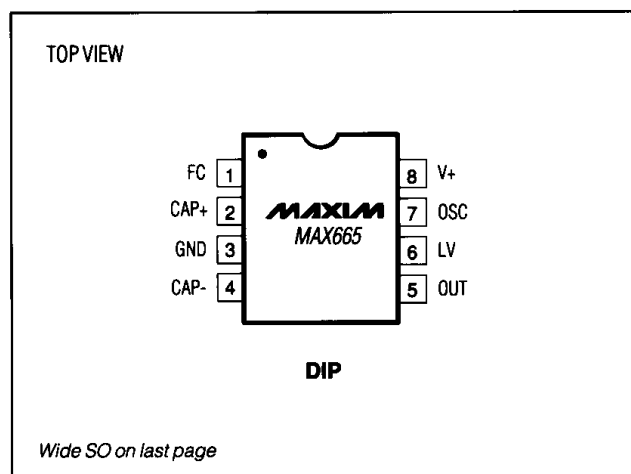 TOP VIEW
FC 1
CAP+ 2
GND 3
CAP- 4
MAXIM
MAX665
8 V+
7 OSC
6 LV
5 OUT
DIP
Wide SO on last page